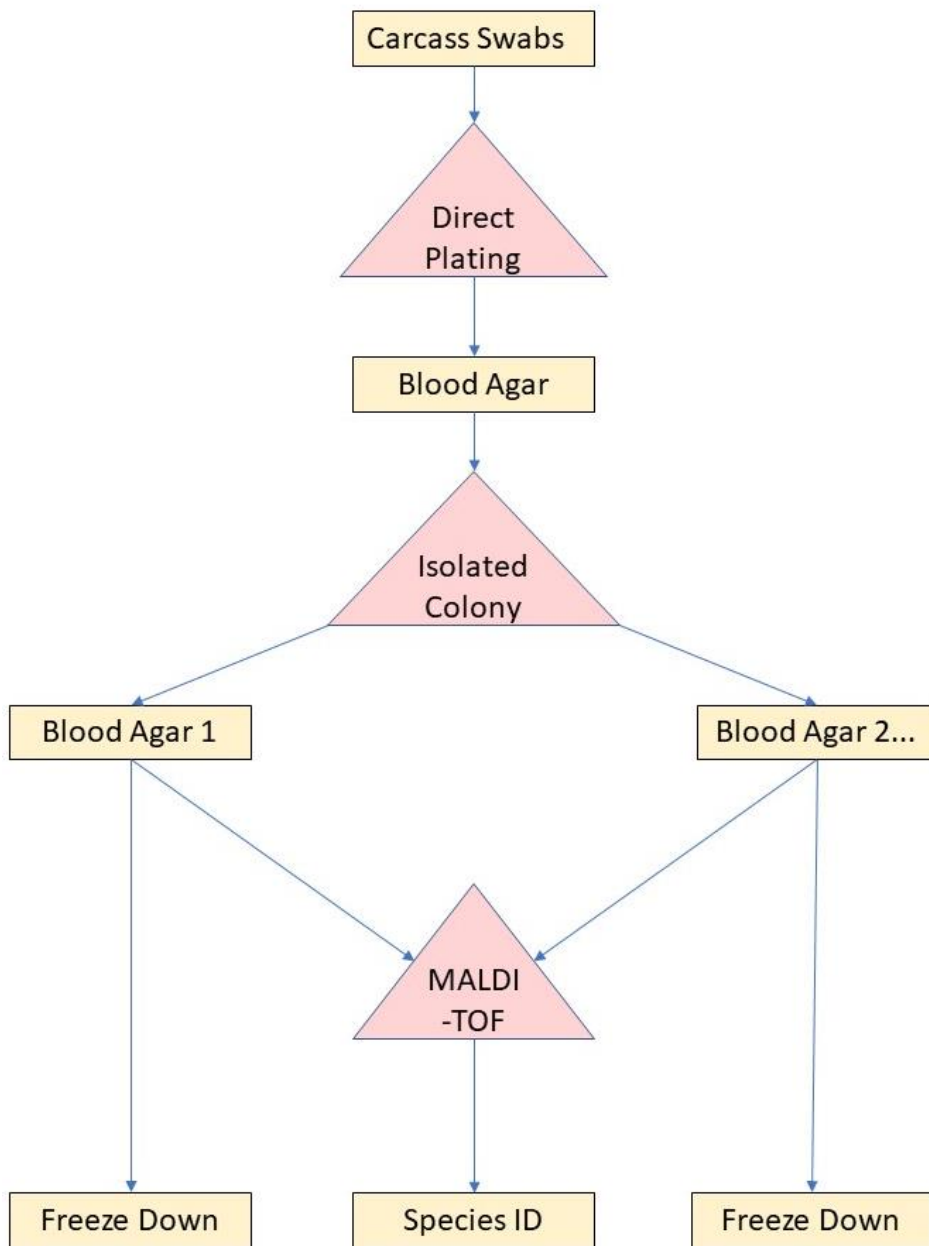 Carcass Swabs
Direct
Plating
Blood Agar
Isolated
Colony
Blood Agar 1
Blood Agar 2...
MALDI
-TOF
Freeze Down
Species ID
Freeze Down